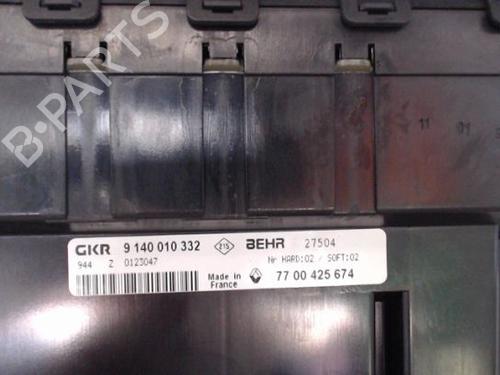 B-PARTS
11 01
GKR 9 140 010 332 215 BEHR 27504
944 Z 0123047 Nr HARD:02 / SOFT:02
Made in France 77 00 425 674